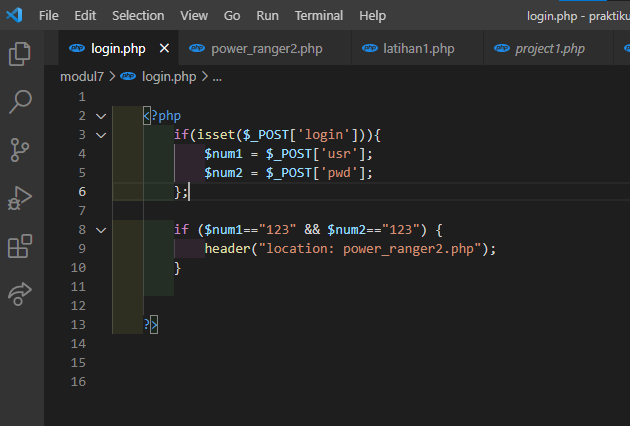 File Edit Selection View Go Run Terminal Help login.php - praktiku
login.php power_ranger2.php latihan1.php project1.php
modul7 > login.php > ...
1
2 <?php
3 if(isset($_POST['login'])){
4 $num1 = $_POST['usr'];
5 $num2 = $_POST['pwd'];
6 };
7
8 if ($num1=="123" && $num2=="123") {
9 header("location: power_ranger2.php");
10 }
11
12
13 ?>
14
15
16